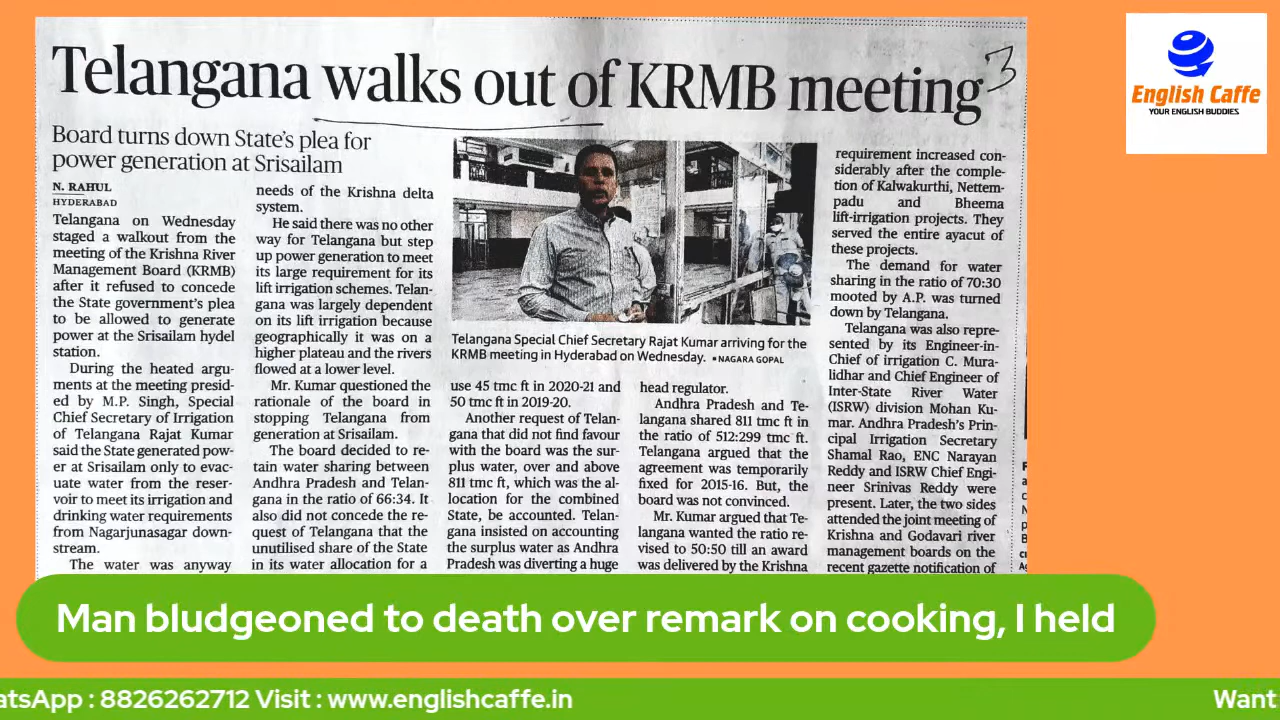 Telangana walks out of KRMB meeting
3
Board turns down State's plea for
power generation at Srisailam
N. RAHUL
HYDERABAD
Telangana on Wednesday
staged a walkout from the
meeting of the Krishna River
Management Board (KRMB)
after it refused to concede
the State government's plea
to be allowed to generate
power at the Srisailam hydel
station.
During the heated argu-
ments at the meeting presid-
ed by M.P. Singh, Special
Chief Secretary of Irrigation
of Telangana Rajat Kumar
said the State generated pow-
er at Srisailam only to evac-
uate water from the reser-
voir to meet its irrigation and
drinking water requirements
from Nagarjunasagar down-
stream.
The water was anyway
needs of the Krishna delta
system.
He said there was no other
way for Telangana but step
up power generation to meet
its large requirement for its
lift irrigation schemes. Telan-
gana was largely dependent
on its lift irrigation because
geographically it was on a
higher plateau and the rivers
flowed at a lower level.
Mr. Kumar questioned the
rationale of the board in
stopping Telangana from
generation at Srisailam.
The board decided to re-
tain water sharing between
Andhra Pradesh and Telan-
gana in the ratio of 66:34. It
also did not concede the re-
quest of Telangana that the
unutilised share of the State
in its water allocation for a
Telangana Special Chief Secretary Rajat Kumar arriving for the
KRMB meeting in Hyderabad on Wednesday. ▪NAGARA GOPAL
use 45 tmc ft in 2020-21 and
50 tmc ft in 2019-20.
Another request of Telan-
gana that did not find favour
with the board was the sur-
plus water, over and above
811 tmc ft, which was the al-
location for the combined
State, be accounted. Telan-
gana insisted on accounting
the surplus water as Andhra
Pradesh was diverting a huge
head regulator.
Andhra Pradesh and Te-
langana shared 811 tmc ft in
the ratio of 512:299 tmc ft.
Telangana argued that the
agreement was temporarily
fixed for 2015-16. But, the
board was not convinced.
Mr. Kumar argued that Te-
langana wanted the ratio re-
vised to 50:50 till an award
was delivered by the Krishna
requirement increased con-
siderably after the comple-
tion of Kalwakurthi, Nettem-
padu and Bheema
lift-irrigation projects. They
served the entire ayacut of
these projects.
The demand for water
sharing in the ratio of 70:30
mooted by A.P. was turned
down by Telangana.
Telangana was also repre-
sented by its Engineer-in-
Chief of irrigation C. Mura-
lidhar and Chief Engineer of
Inter-State River Water
(ISRW) division Mohan Ku-
mar. Andhra Pradesh's Prin-
cipal Irrigation Secretary
Shamal Rao, ENC Narayan
Reddy and ISRW Chief Engi-
neer Srinivas Reddy were
present. Later, the two sides
attended the joint meeting of
Krishna and Godavari river
management boards on the
recent gazette notification of
English Caffe
YOUR ENGLISH BUDDIES
Man bludgeoned to death over remark on cooking, I held
atsApp : 8826262712 Visit : www.englishcaffe.in
Want